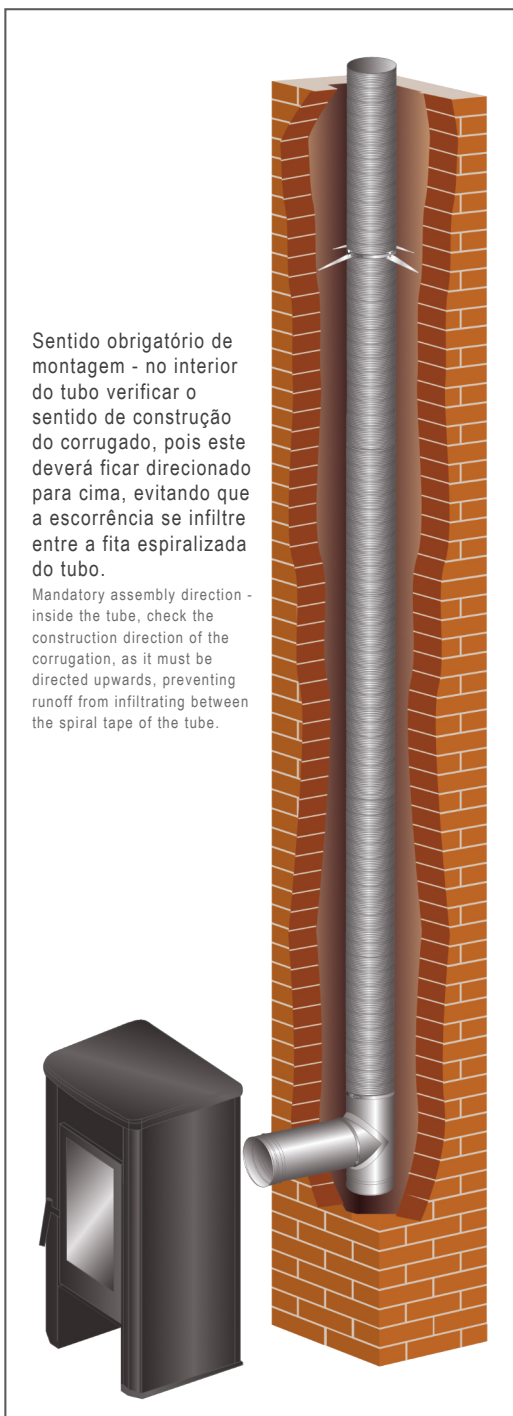 Sentido obrigatório de
montagem - no interior
do tubo verificar o
sentido de construção
do corrugado, pois este
deverá ficar direcionado
para cima, evitando que
a escorrência se infiltre
entre a fita espiralizada
do tubo.
Mandatory assembly direction -
inside the tube, check the
construction direction of the
corrugation, as it must be
directed upwards, preventing
runoff from infiltrating between
the spiral tape of the tube.